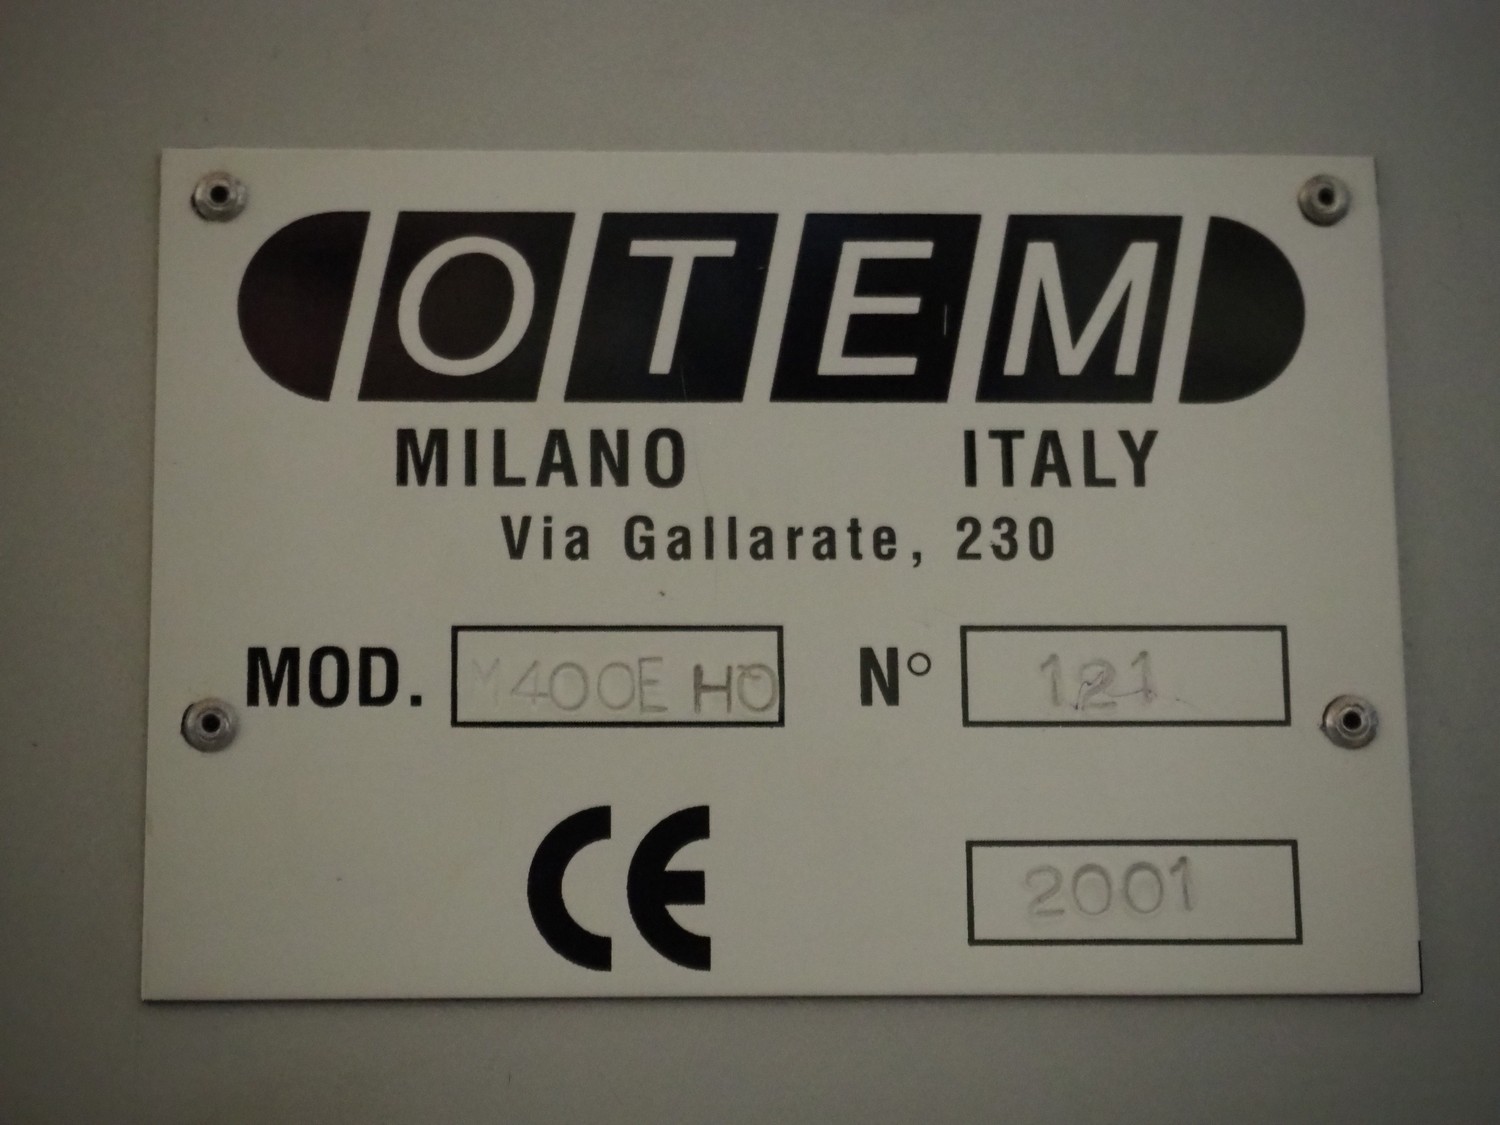 OTEM
MILANO ITALY
Via Gallarate, 230
MOD. M400E HO N° 121
CE
2001